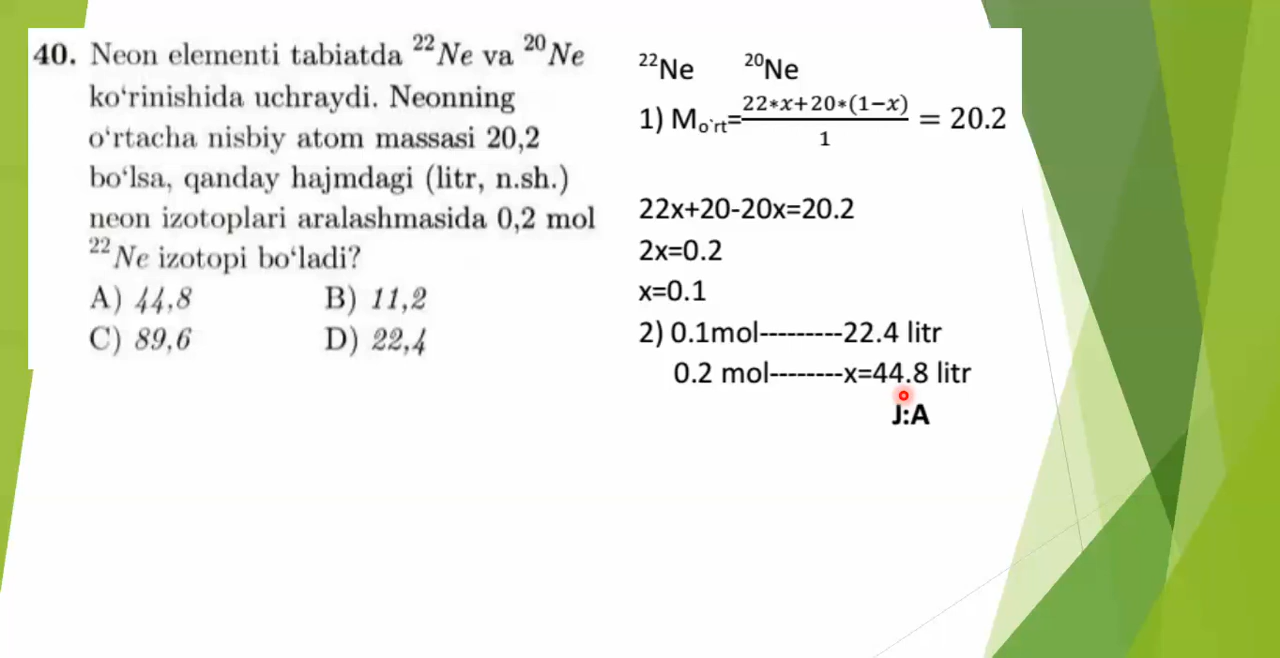 40. Neon elementi tabiatda ²²Ne va ²⁰Ne
ko‘rinishida uchraydi. Neonning
o‘rtacha nisbiy atom massasi 20,2
bo‘lsa, qanday hajmdagi (litr, n.sh.)
neon izotoplari aralashmasida 0,2 mol
²²Ne izotopi bo‘ladi?
A) 44,8 B) 11,2
C) 89,6 D) 22,4
²²Ne ²⁰Ne
1) Mo`rt=(22*x+20*(1−x))/1 = 20.2
22x+20-20x=20.2
2x=0.2
x=0.1
2) 0.1mol---------22.4 litr
0.2 mol--------x=44.8 litr
J:A